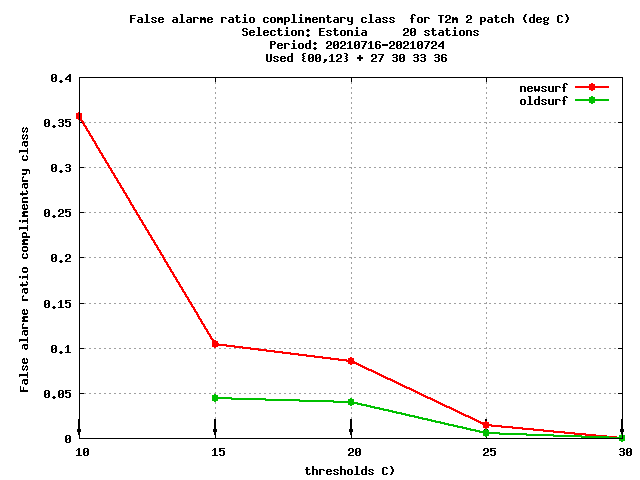 False alarme ratio complimentary class  for T2m 2 patch (deg C)
Selection: Estonia     20 stations
Period: 20210716-20210724
Used {00,12} + 27 30 33 36
newsurf
oldsurf
False alarme ratio complimentary class
0.4
0.35
0.3
0.25
0.2
0.15
0.1
0.05
0
10 15 20 25 30
thresholds C)